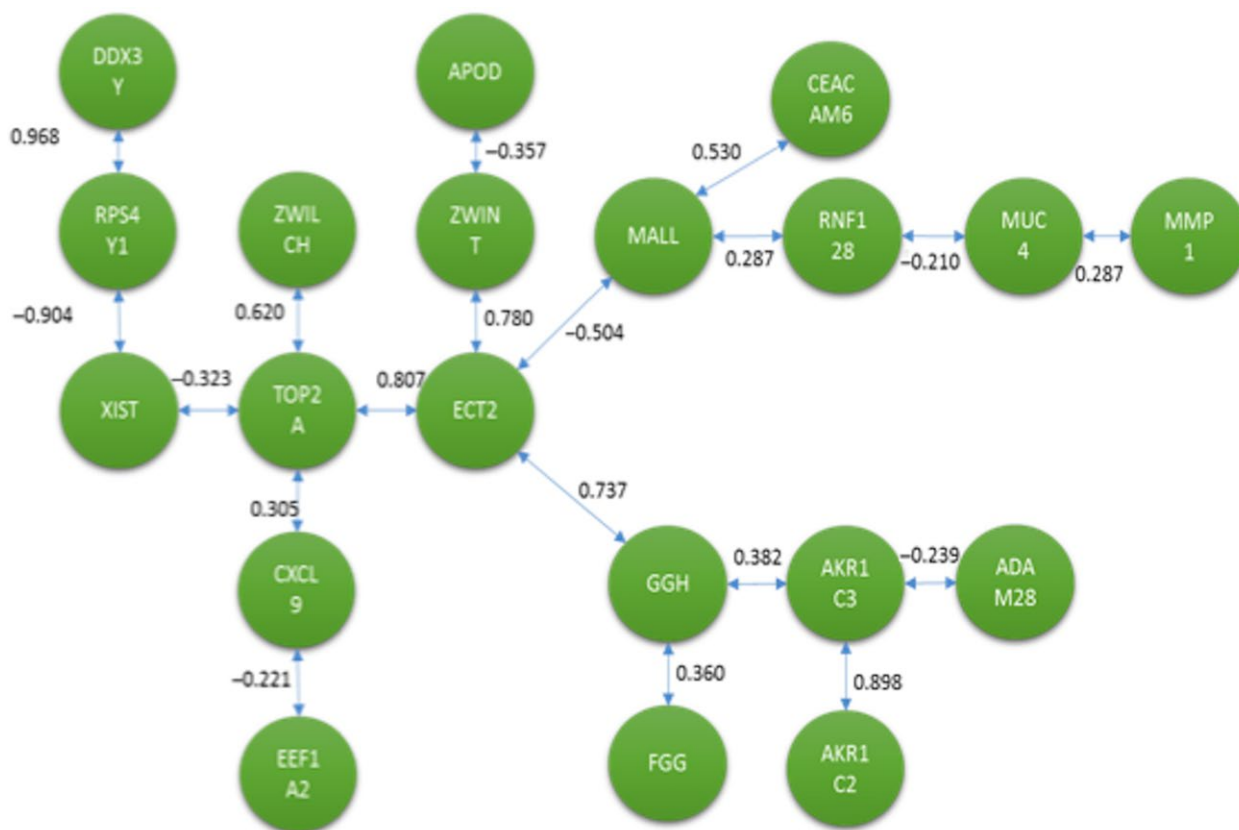 DDX3
Y
APOD
CEAC
AM6
0.968
–0.357
0.530
RPS4
Y1
ZWIL
CH
ZWIN
T
MALL
RNF1
28
MUC
4
MMP
1
0.287
–0.210
0.287
–0.904
0.620
0.780
–0.504
XIST
–0.323
TOP2
A
0.807
ECT2
0.305
0.737
CXCL
9
GGH
0.382
AKR1
C3
–0.239
ADA
M28
–0.221
0.360
0.898
EEF1
A2
FGG
AKR1
C2